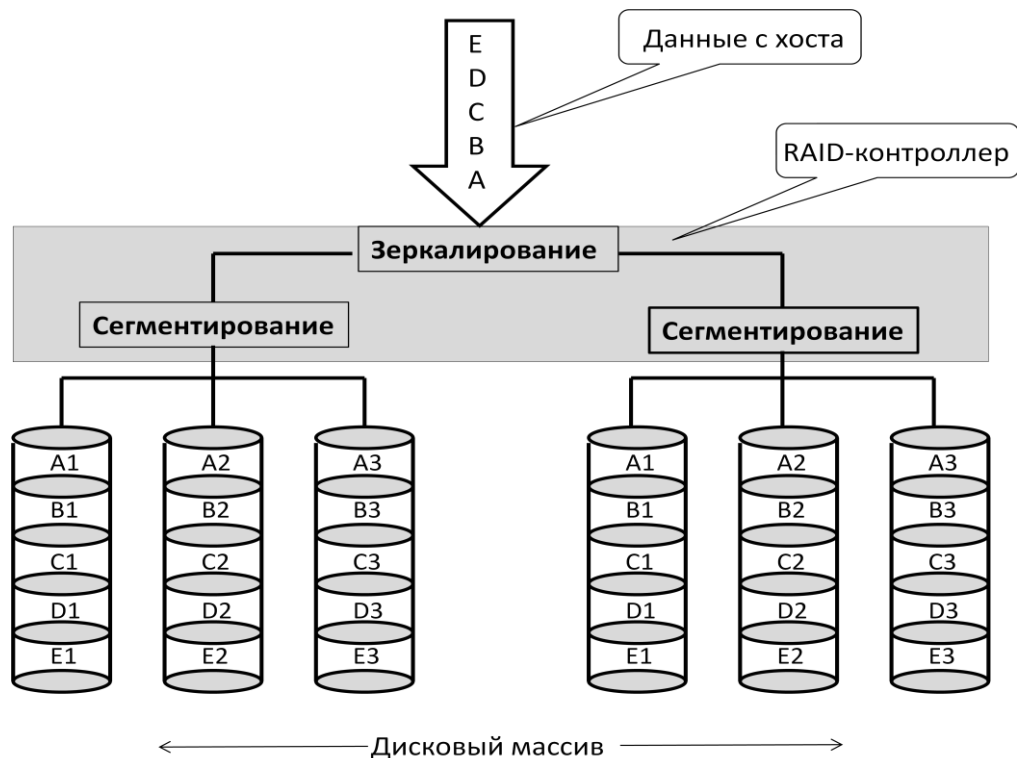 E
D
C
B
A
Данные с хоста
RAID-контроллер
Зеркалирование
Сегментирование
Сегментирование
A1 A2 A3 A1 A2 A3
B1 B2 B3 B1 B2 B3
C1 C2 C3 C1 C2 C3
D1 D2 D3 D1 D2 D3
E1 E2 E3 E1 E2 E3
Дисковый массив